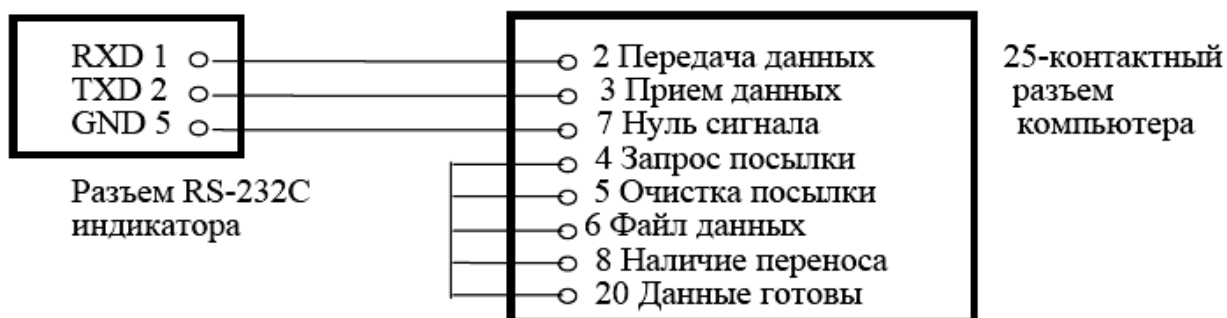 RXD 1
TXD 2
GND 5
Разъем RS-232C
индикатора
2 Передача данных
3 Прием данных
7 Нуль сигнала
4 Запрос посылки
5 Очистка посылки
6 Файл данных
8 Наличие переноса
20 Данные готовы
25-контактный
разъем
компьютера